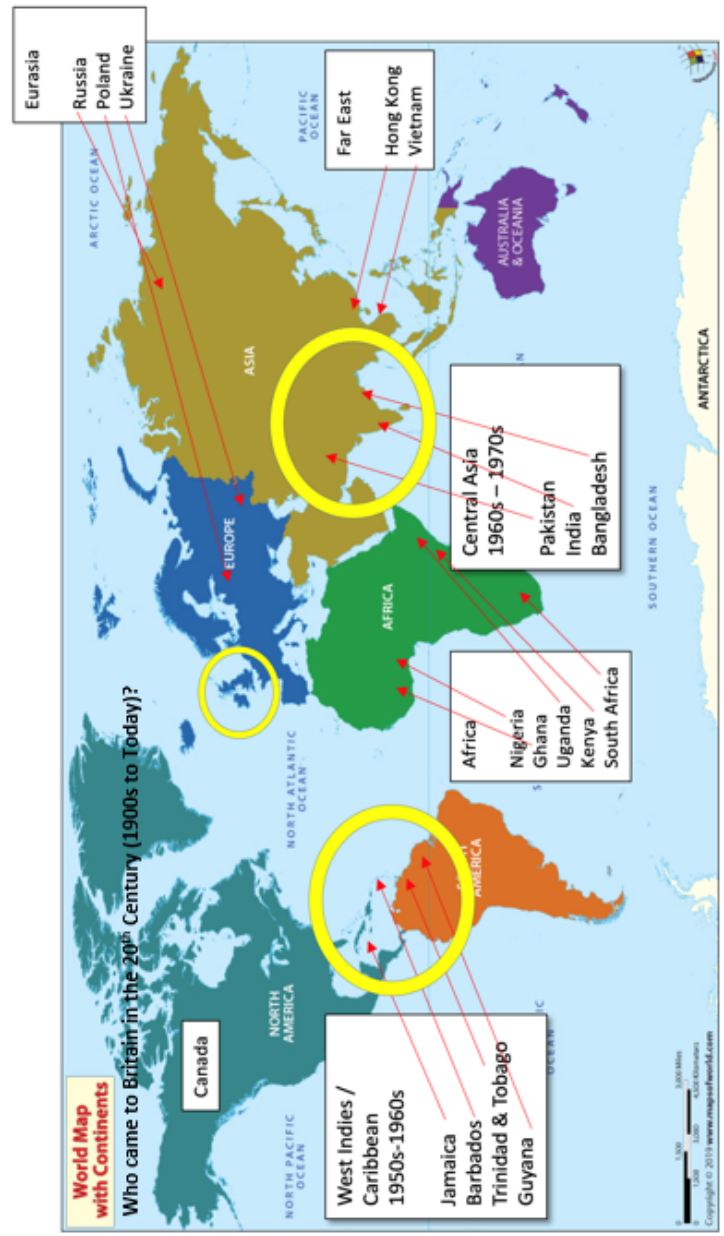 World Map
with Continents
Who came to Britain in the 20th Century (1900s to Today)?
ARCTIC OCEAN
Eurasia
Russia
Poland
Ukraine
Canada
NORTH
AMERICA
NORTH PACIFIC
OCEAN
NORTH ATLANTIC
OCEAN
EUROPE
ASIA
PACIFIC
OCEAN
Far East
Hong Kong
Vietnam
West Indies /
Caribbean
1950s-1960s
Jamaica
Barbados
Trinidad & Tobago
Guyana
AMERICA
AFRICA
Africa
Nigeria
Ghana
Uganda
Kenya
South Africa
Central Asia
1960s – 1970s
Pakistan
India
Bangladesh
AUSTRALIA
& OCEANIA
SOUTHERN OCEAN
ANTARCTICA
Copyright © 2019 www.mapsofworld.com